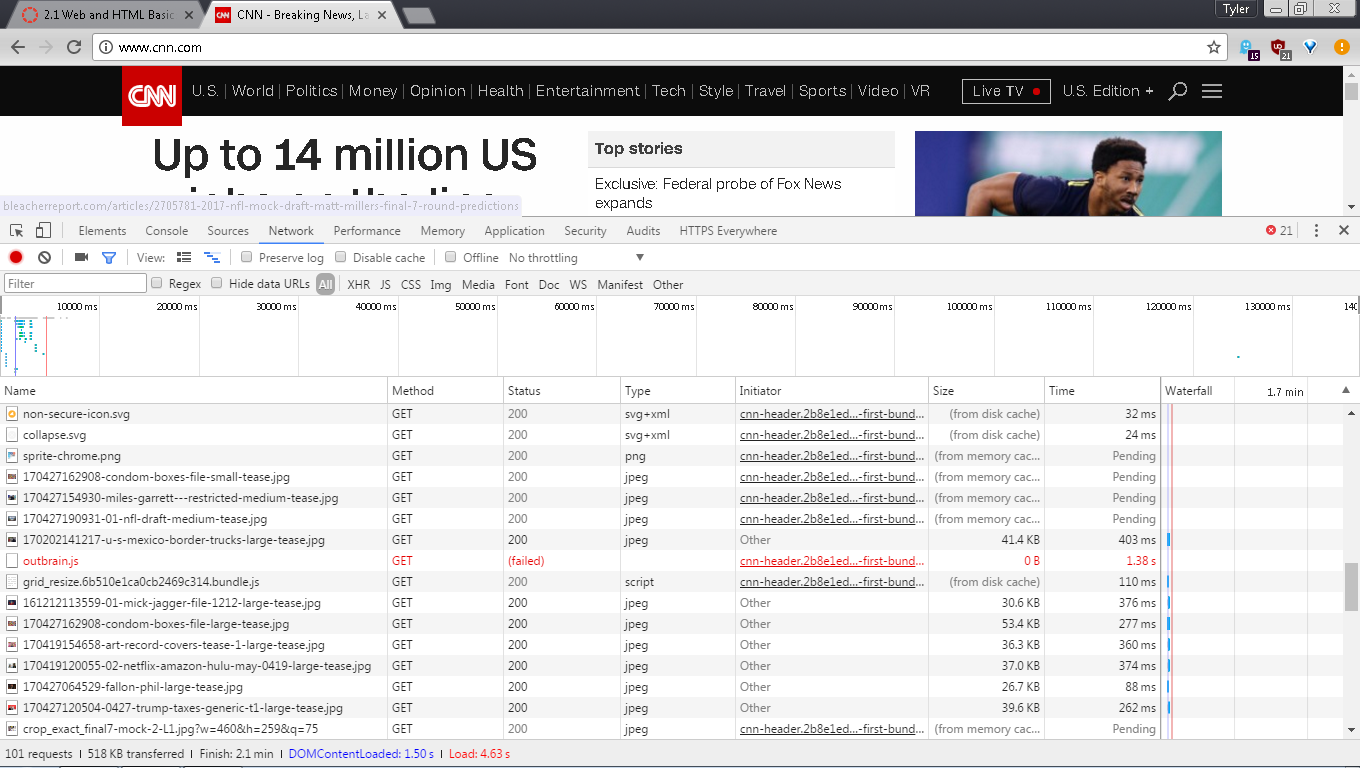 2.1 Web and HTML Basic
CNN - Breaking News, La
Tyler
www.cnn.com
15
21
CNN
U.S. World Politics Money Opinion Health Entertainment Tech Style Travel Sports Video VR
Live TV
U.S. Edition +
Up to 14 million US
Top stories
Exclusive: Federal probe of Fox News
expands
bleacherreport.com/articles/2705781-2017-nfl-mock-draft-matt-millers-final-7-round-predictions
Elements Console Sources Network Performance Memory Application Security Audits HTTPS Everywhere
21
View: Preserve log Disable cache Offline No throttling
Filter Regex Hide data URLs All XHR JS CSS Img Media Font Doc WS Manifest Other
10000 ms 20000 ms 30000 ms 40000 ms 50000 ms 60000 ms 70000 ms 80000 ms 90000 ms 100000 ms 110000 ms 120000 ms 130000 ms 140
Name Method Status Type Initiator Size Time Waterfall 1.7 min
non-secure-icon.svg GET 200 svg+xml cnn-header.2b8e1ed...-first-bund... (from disk cache) 32 ms
collapse.svg GET 200 svg+xml cnn-header.2b8e1ed...-first-bund... (from disk cache) 24 ms
sprite-chrome.png GET 200 png cnn-header.2b8e1ed...-first-bund... (from memory cac... Pending
170427162908-condom-boxes-file-small-tease.jpg GET 200 jpeg cnn-header.2b8e1ed...-first-bund... (from memory cac... Pending
170427154930-miles-garrett---restricted-medium-tease.jpg GET 200 jpeg cnn-header.2b8e1ed...-first-bund... (from memory cac... Pending
170427190931-01-nfl-draft-medium-tease.jpg GET 200 jpeg cnn-header.2b8e1ed...-first-bund... (from memory cac... Pending
170202141217-u-s-mexico-border-trucks-large-tease.jpg GET 200 jpeg Other 41.4 KB 403 ms
outbrain.js GET (failed) cnn-header.2b8e1ed...-first-bund... 0 B 1.38 s
grid_resize.6b510e1ca0cb2469c314.bundle.js GET 200 script cnn-header.2b8e1ed...-first-bund... (from disk cache) 110 ms
161212113559-01-mick-jagger-file-1212-large-tease.jpg GET 200 jpeg Other 30.6 KB 376 ms
170427162908-condom-boxes-file-large-tease.jpg GET 200 jpeg Other 53.4 KB 277 ms
170419154658-art-record-covers-tease-1-large-tease.jpg GET 200 jpeg Other 36.3 KB 360 ms
170419120055-02-netflix-amazon-hulu-may-0419-large-tease.jpg GET 200 jpeg Other 37.0 KB 374 ms
170427064529-fallon-phil-large-tease.jpg GET 200 jpeg Other 26.7 KB 88 ms
170427120504-0427-trump-taxes-generic-t1-large-tease.jpg GET 200 jpeg Other 39.6 KB 262 ms
crop_exact_final7-mock-2-L1.jpg?w=460&h=259&q=75 GET 200 jpeg cnn-header.2b8e1ed...-first-bund... (from memory cac... Pending
101 requests | 518 KB transferred | Finish: 2.1 min | DOMContentLoaded: 1.50 s | Load: 4.63 s